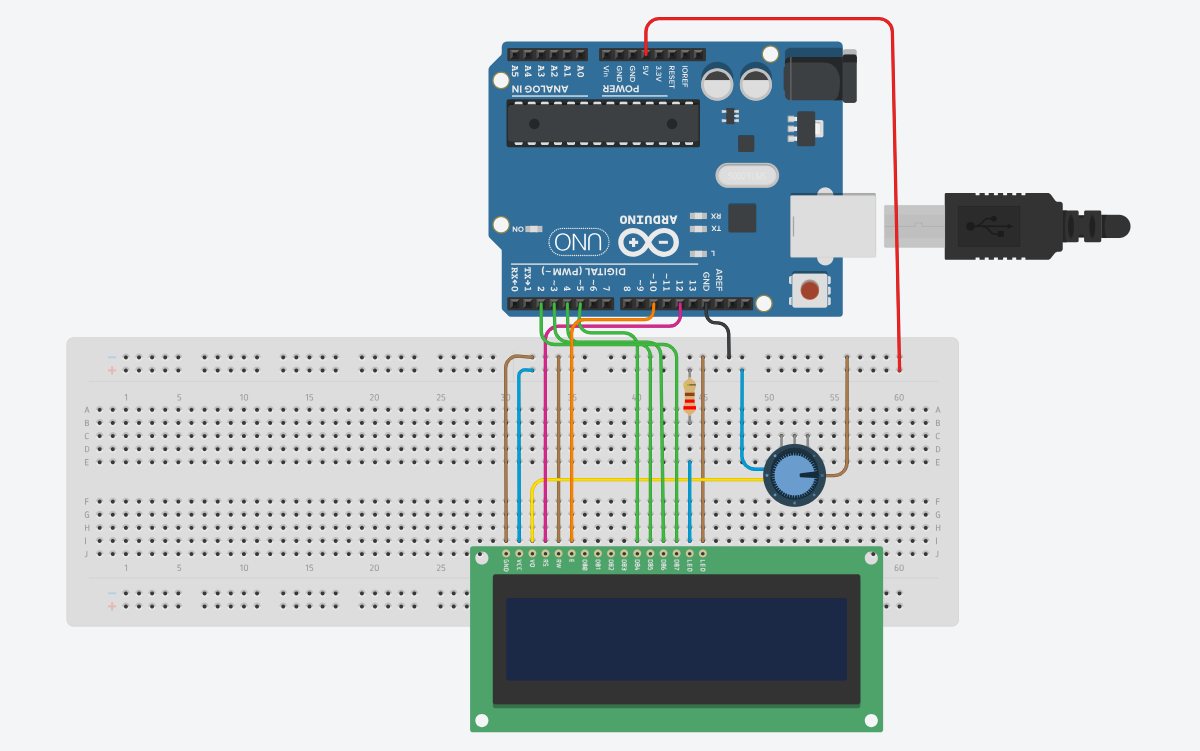 A5 A4 A3 A2 A1 A0 Vin GND GND 5V 3.3V RESET IOREF
ANALOG IN POWER
ARDUINO RX
ON UNO TX
L
DIGITAL (PWM~)
RX←0 TX→1 2 ~3 4 ~5 ~6 7 8 ~9 ~10 ~11 12 13 GND AREF
1 5 10 15 20 25 30 35 40 45 50 55 60
A A
B B
C C
D D
E E
F F
G G
H H
I I
J J
GND VCC V0 RS RW E DB0 DB1 DB2 DB3 DB4 DB5 DB6 DB7 LED LED
1 5 10 15 20 25 60